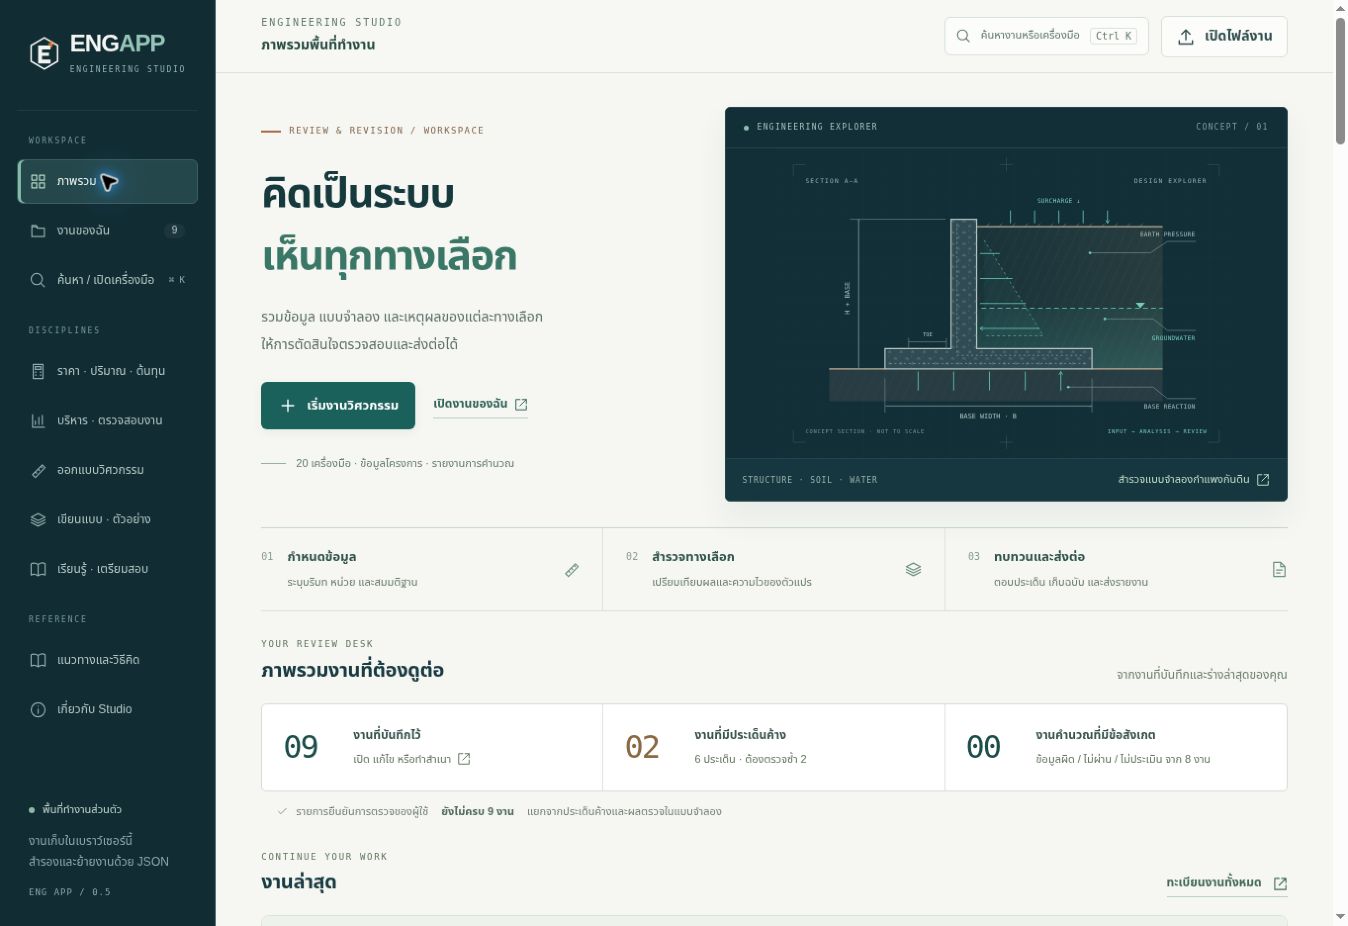 ENGAPP
ENGINEERING STUDIO
WORKSPACE
ภาพรวม
งานของฉัน 9
ค้นหา / เปิดเครื่องมือ ⌘ K
DISCIPLINES
ราคา · ปริมาณ · ต้นทุน
บริหาร · ตรวจสอบงาน
ออกแบบวิศวกรรม
เขียนแบบ · ตัวอย่าง
เรียนรู้ · เตรียมสอบ
REFERENCE
แนวทางและวิธีคิด
เกี่ยวกับ Studio
พื้นที่ทำงานส่วนตัว
งานเก็บในเบราว์เซอร์นี้
สำรองและย้ายงานด้วย JSON
ENG APP / 0.5
ENGINEERING STUDIO
ภาพรวมพื้นที่ทำงาน
ค้นหางานหรือเครื่องมือ Ctrl K
เปิดไฟล์งาน
REVIEW & REVISION / WORKSPACE
คิดเป็นระบบ
เห็นทุกทางเลือก
รวมข้อมูล แบบจำลอง และเหตุผลของแต่ละทางเลือก
ให้การตัดสินใจตรวจสอบและส่งต่อได้
เริ่มงานวิศวกรรม
เปิดงานของฉัน
20 เครื่องมือ · ข้อมูลโครงการ · รายงานการคำนวณ
ENGINEERING EXPLORER CONCEPT / 01
SECTION A–A DESIGN EXPLORER
SURCHARGE ↓
EARTH PRESSURE
H + BASE
TOE
GROUNDWATER
BASE REACTION
BASE WIDTH · B
CONCEPT SECTION · NOT TO SCALE INPUT → ANALYSIS → REVIEW
STRUCTURE · SOIL · WATER สำรวจแบบจำลองกำแพงกันดิน
01 กำหนดข้อมูล
ระบุบริบท หน่วย และสมมติฐาน
02 สำรวจทางเลือก
เปรียบเทียบผลและความไวของตัวแปร
03 ทบทวนและส่งต่อ
ตอบประเด็น เก็บฉบับ และส่งรายงาน
YOUR REVIEW DESK
ภาพรวมงานที่ต้องดูต่อ
จากงานที่บันทึกและร่างล่าสุดของคุณ
09 งานที่บันทึกไว้
เปิด แก้ไข หรือทำสำเนา
02 งานที่มีประเด็นค้าง
6 ประเด็น · ต้องตรวจซ้ำ 2
00 งานคำนวณที่มีข้อสังเกต
ข้อมูลผิด / ไม่ผ่าน / ไม่ประเมิน จาก 8 งาน
รายการยืนยันการตรวจของผู้ใช้ ยังไม่ครบ 9 งาน แยกจากประเด็นค้างและผลตรวจในแบบจำลอง
CONTINUE YOUR WORK
งานล่าสุด
ทะเบียนงานทั้งหมด